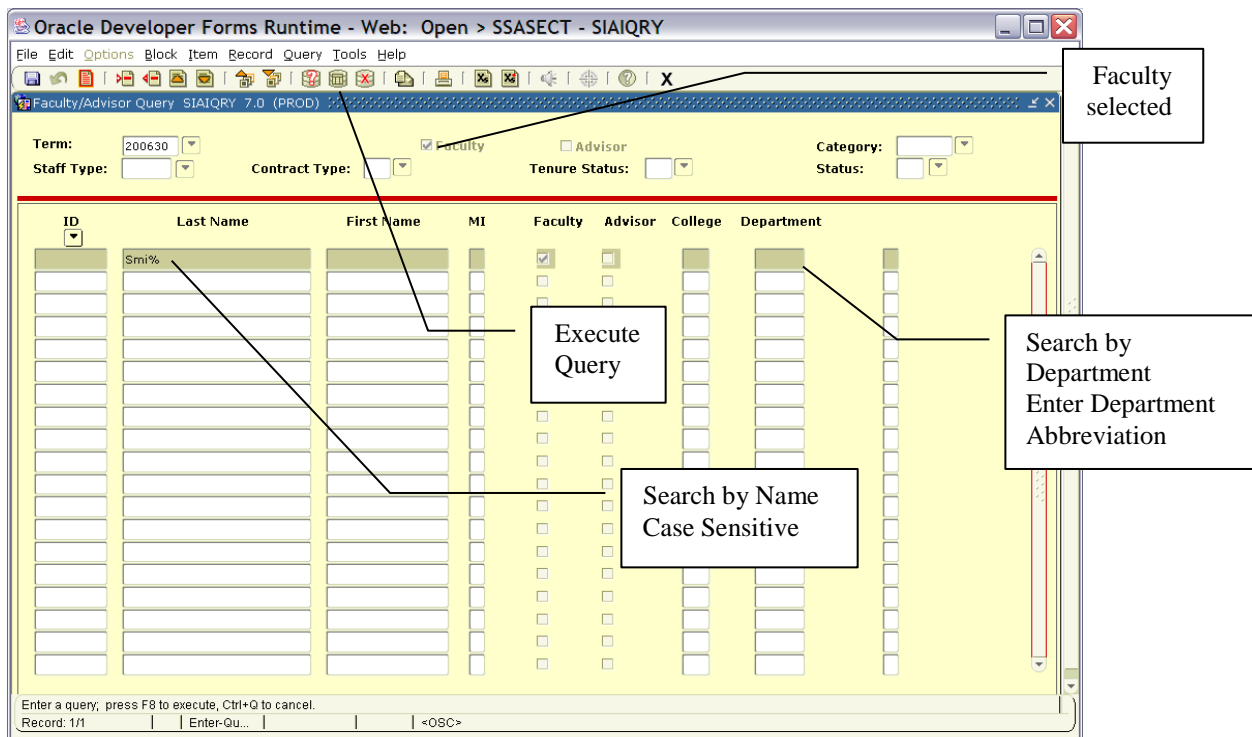 Oracle Developer Forms Runtime - Web: Open > SSASECT - SIAIQRY
File Edit Options Block Item Record Query Tools Help
X
Faculty/Advisor Query SIAIQRY 7.0 (PROD)
Faculty
selected
Term: 200630 Faculty Advisor Category:
Staff Type: Contract Type: Tenure Status: Status:
ID Last Name First Name MI Faculty Advisor College Department
Smi%
Execute
Query
Search by
Department
Enter Department
Abbreviation
Search by Name
Case Sensitive
Enter a query; press F8 to execute, Ctrl+Q to cancel.
Record: 1/1 Enter-Qu... <OSC>